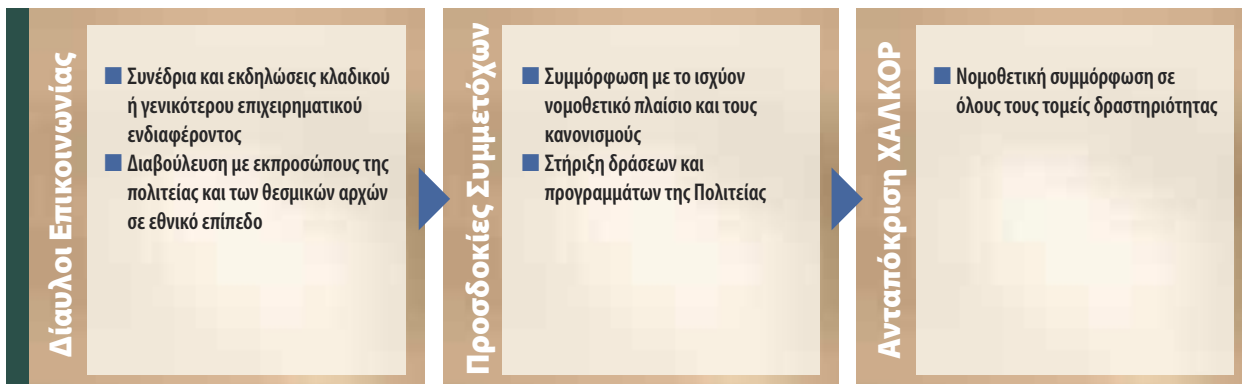 Δίαυλοι Επικοινωνίας
■ Συνέδρια και εκδηλώσεις κλαδικού
ή γενικότερου επιχειρηματικού
ενδιαφέροντος
■ Διαβούλευση με εκπροσώπους της
πολιτείας και των θεσμικών αρχών
σε εθνικό επίπεδο
Προσδοκίες Συμμετόχων
■ Συμμόρφωση με το ισχύον
νομοθετικό πλαίσιο και τους
κανονισμούς
■ Στήριξη δράσεων και
προγραμμάτων της Πολιτείας
Ανταπόκριση ΧΑΛΚΟΡ
■ Νομοθετική συμμόρφωση σε
όλους τους τομείς δραστηριότητας